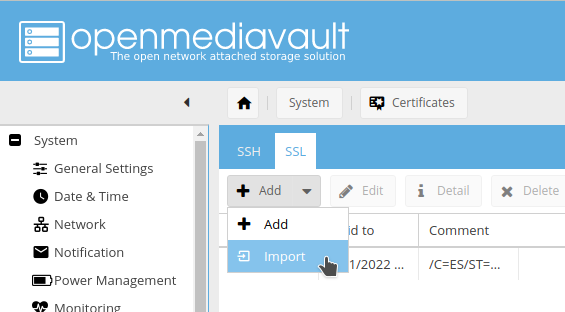 openmediavault
The open network attached storage solution
System
Certificates
System
General Settings
Date & Time
Network
Notification
Power Management
Monitoring
SSH
SSL
Add
Edit
Detail
Delete
Add
Import
id to
Comment
1/2022 ...
/C=ES/ST=...